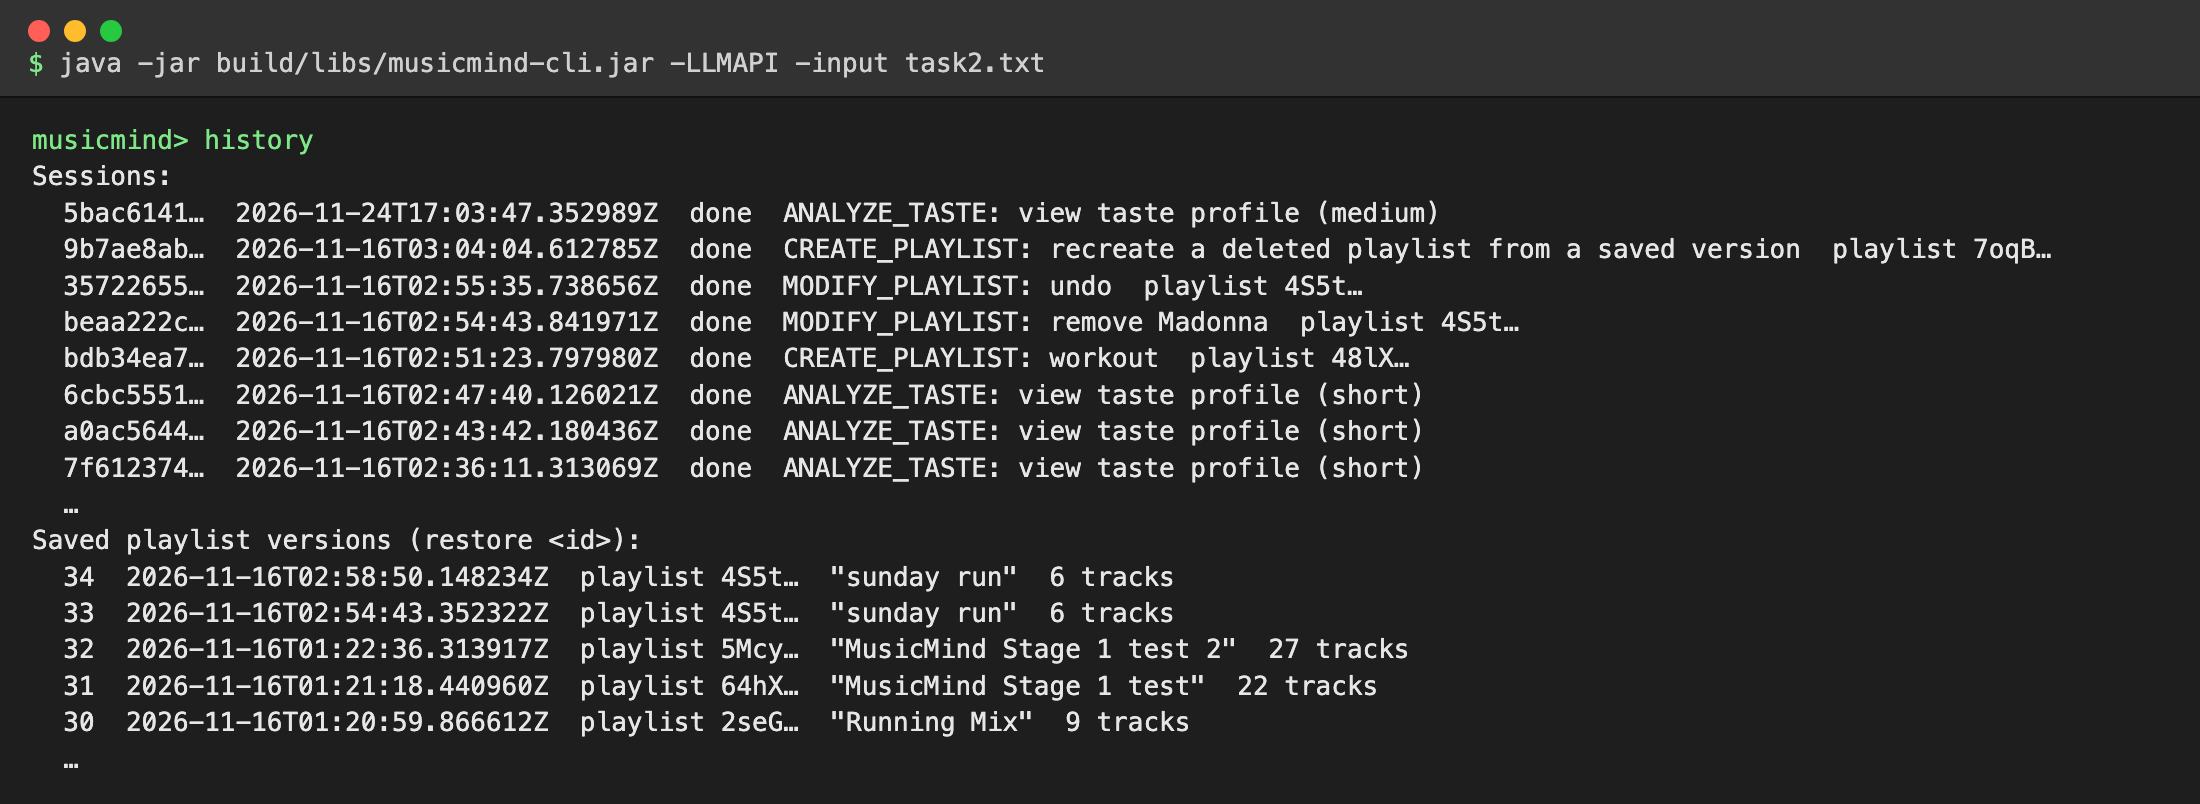 $ java -jar build/libs/musicmind-cli.jar -LLMAPI -input task2.txt
musicmind> history
Sessions:
5bac6141… 2026-11-24T17:03:47.352989Z done ANALYZE_TASTE: view taste profile (medium)
9b7ae8ab… 2026-11-16T03:04:04.612785Z done CREATE_PLAYLIST: recreate a deleted playlist from a saved version playlist 7oqB…
35722655… 2026-11-16T02:55:35.738656Z done MODIFY_PLAYLIST: undo playlist 4S5t…
beaa222c… 2026-11-16T02:54:43.841971Z done MODIFY_PLAYLIST: remove Madonna playlist 4S5t…
bdb34ea7… 2026-11-16T02:51:23.797980Z done CREATE_PLAYLIST: workout playlist 48lX…
6cbc5551… 2026-11-16T02:47:40.126021Z done ANALYZE_TASTE: view taste profile (short)
a0ac5644… 2026-11-16T02:43:42.180436Z done ANALYZE_TASTE: view taste profile (short)
7f612374… 2026-11-16T02:36:11.313069Z done ANALYZE_TASTE: view taste profile (short)
…
Saved playlist versions (restore <id>):
34 2026-11-16T02:58:50.148234Z playlist 4S5t… "sunday run" 6 tracks
33 2026-11-16T02:54:43.352322Z playlist 4S5t… "sunday run" 6 tracks
32 2026-11-16T01:22:36.313917Z playlist 5Mcy… "MusicMind Stage 1 test 2" 27 tracks
31 2026-11-16T01:21:18.440960Z playlist 64hX… "MusicMind Stage 1 test" 22 tracks
30 2026-11-16T01:20:59.866612Z playlist 2seG… "Running Mix" 9 tracks
…